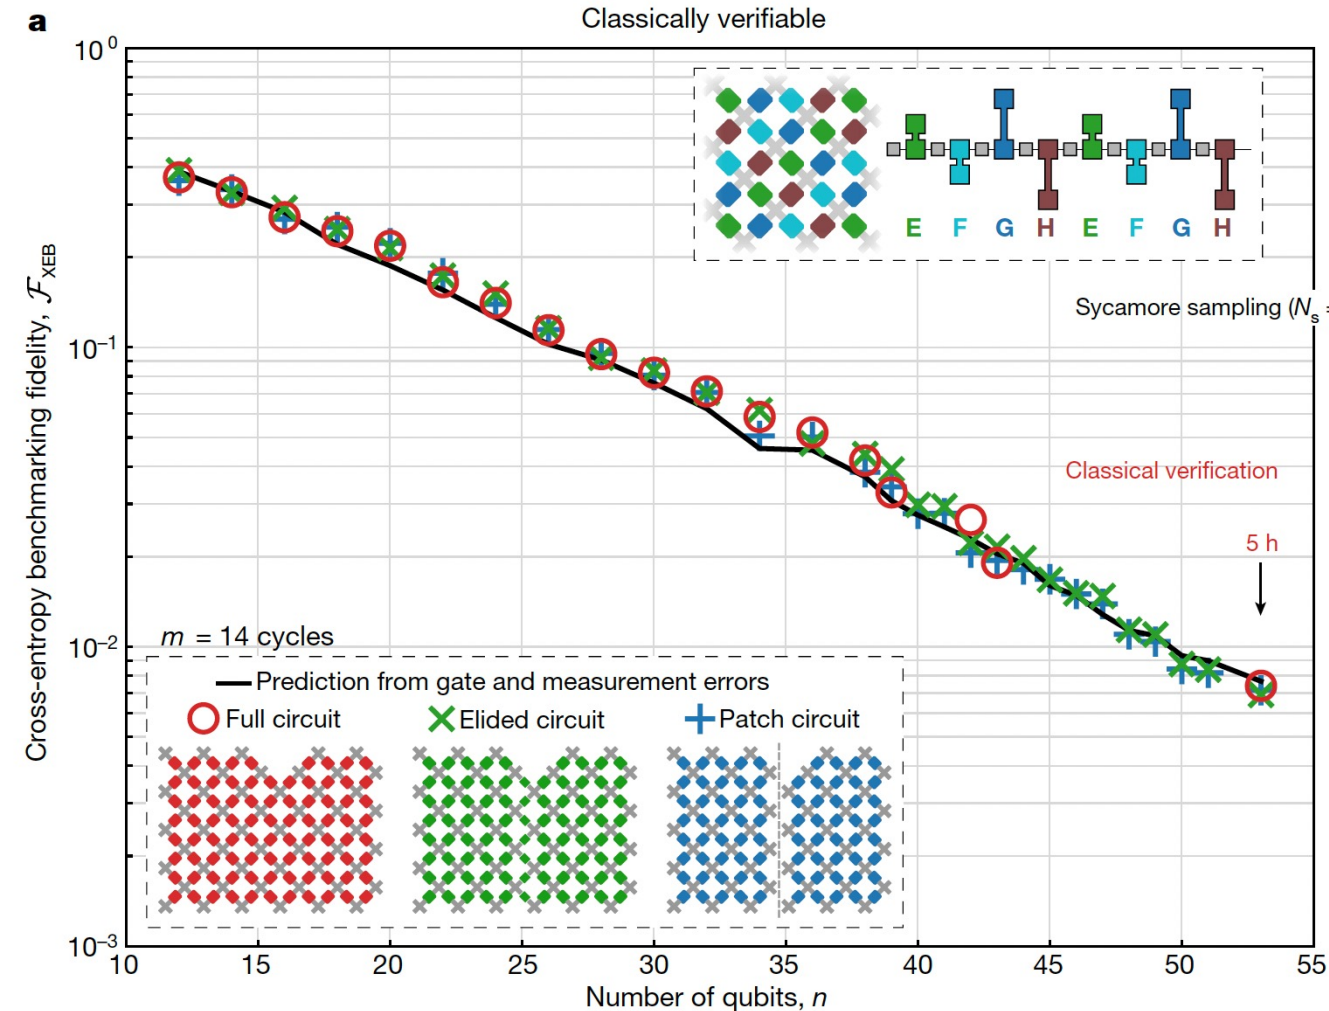 a
Classically verifiable
10⁰
10⁻¹
10⁻²
10⁻³
Cross-entropy benchmarking fidelity, ℱ_XEB
E F G H E F G H
Sycamore sampling (N_s =
Classical verification
5 h
m = 14 cycles
Prediction from gate and measurement errors
Full circuit Elided circuit Patch circuit
10 15 20 25 30 35 40 45 50 55
Number of qubits, n